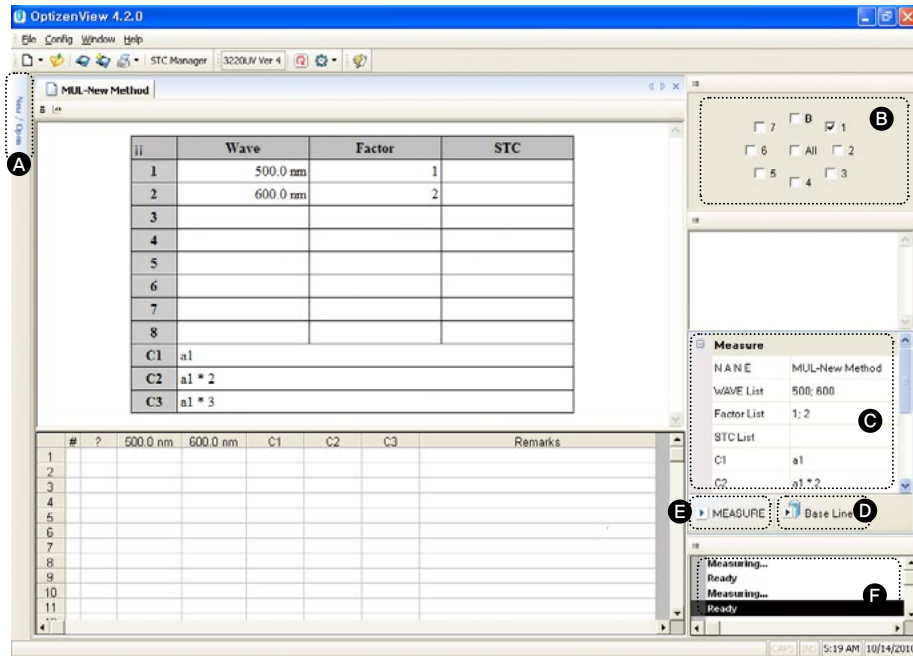 OptizenView 4.2.0
File Config Window Help
STC Manager 3220UV Ver 4
New / Open
A
MUL-New Method
ii Wave Factor STC
1 500.0 nm 1
2 600.0 nm 2
3
4
5
6
7
8
C1 a1
C2 a1 * 2
C3 a1 * 3
# ? 500.0 nm 600.0 nm C1 C2 C3 Remarks
1
2
3
4
5
6
7
8
9
10
11
B
7 B 1
6 All 2
5 4 3
Measure
NANE MUL-New Method
WAVE List 500; 600
Factor List 1; 2
C
STC List
C1 a1
C2 a1 * 2
E MEASURE Base Line D
Measuring...
Ready
Measuring...
F
Ready
CAPS INS 5:19 AM 10/14/2010